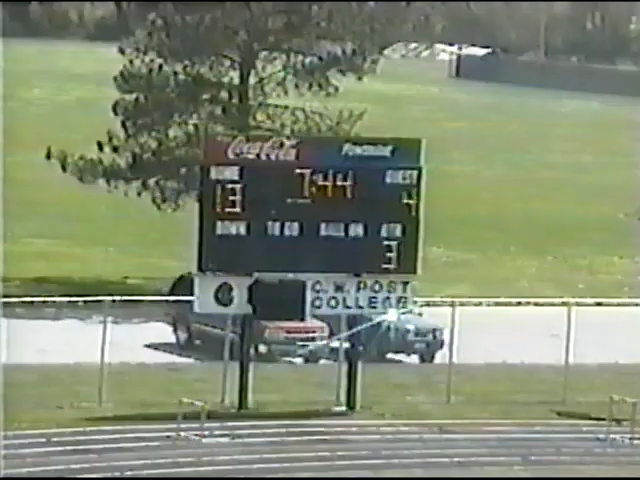 Coca-Cola POWERADE
HOME 7:44 GUEST
13 4
DOWN TO GO BALL ON QTR
3
C.W. POST
COLLEGE